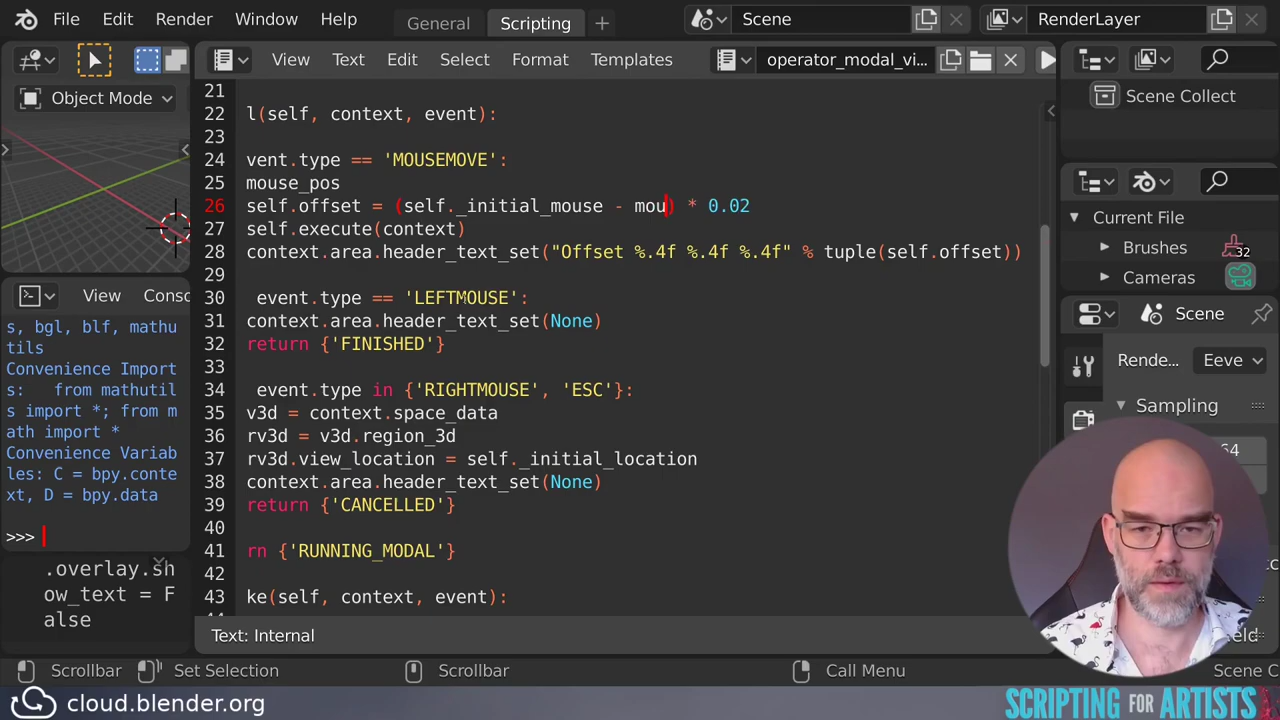 File Edit Render Window Help General Scripting + Scene RenderLayer
View Text Edit Select Format Templates operator_modal_vi...
Object Mode
Scene Collect
21
22 l(self, context, event):
23
24 vent.type == 'MOUSEMOVE':
25 mouse_pos
26 self.offset = (self._initial_mouse - mou) * 0.02
27 self.execute(context)
28 context.area.header_text_set("Offset %.4f %.4f %.4f" % tuple(self.offset))
29
30 event.type == 'LEFTMOUSE':
31 context.area.header_text_set(None)
32 return {'FINISHED'}
33
34 event.type in {'RIGHTMOUSE', 'ESC'}:
35 v3d = context.space_data
36 rv3d = v3d.region_3d
37 rv3d.view_location = self._initial_location
38 context.area.header_text_set(None)
39 return {'CANCELLED'}
40
41 rn {'RUNNING_MODAL'}
42
43 ke(self, context, event):
View Consc
s, bgl, blf, mathu
tils
Convenience Import
s: from mathutil
s import *; from m
ath import *
Convenience Variab
les: C = bpy.conte
xt, D = bpy.data
>>>
.overlay.sh
ow_text = F
alse
Current File
Brushes 32
Cameras
Scene
Rende... Eevee
Sampling
64
Text: Internal
Scrollbar Set Selection Scrollbar Call Menu Scene C
cloud.blender.org
SCRIPTING FOR ARTISTS